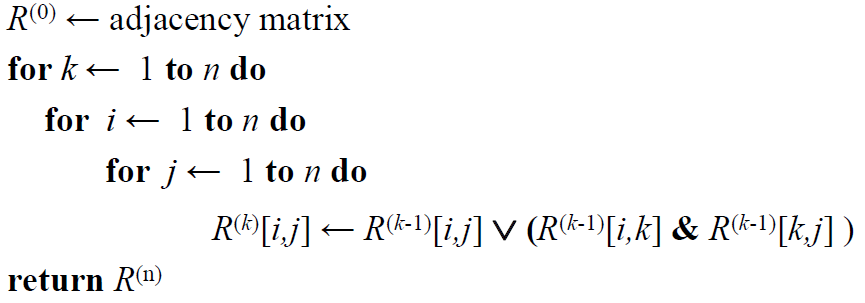 R⁽⁰⁾ ← adjacency matrix
for k ← 1 to n do
for i ← 1 to n do
for j ← 1 to n do
R⁽ᵏ⁾[i,j] ← R⁽ᵏ⁻¹⁾[i,j] ∨ (R⁽ᵏ⁻¹⁾[i,k] & R⁽ᵏ⁻¹⁾[k,j] )
return R⁽ⁿ⁾